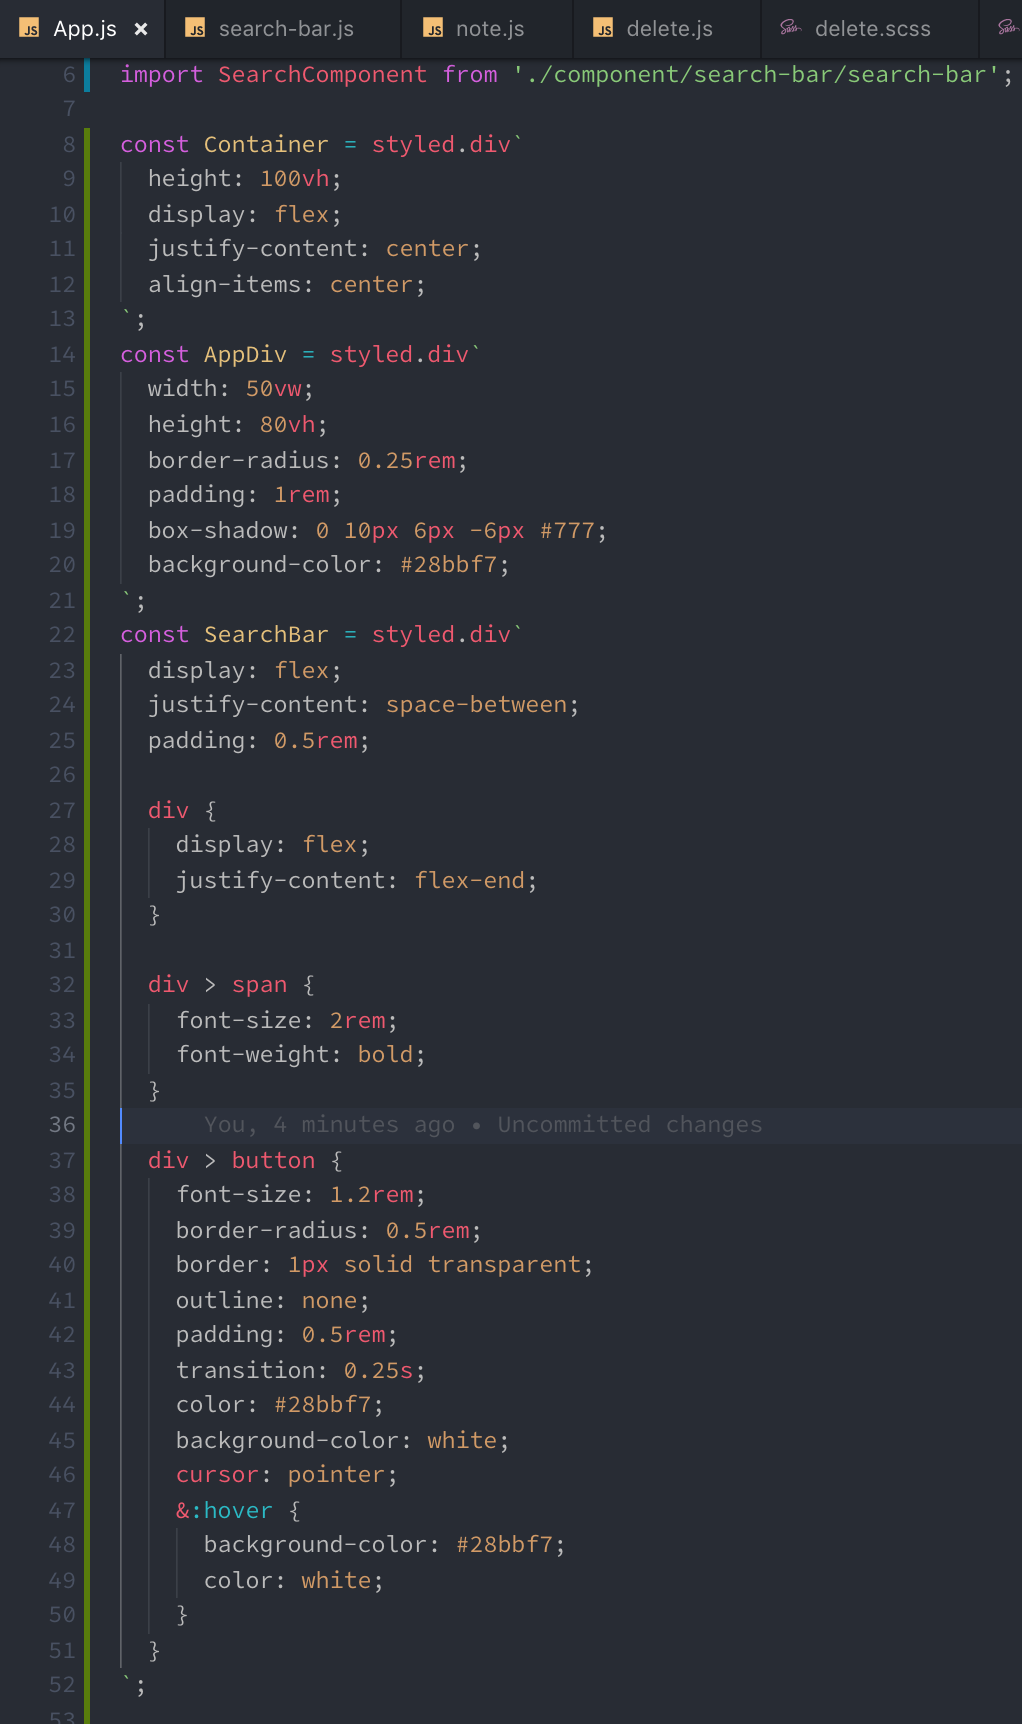 App.js × search-bar.js note.js delete.js delete.scss
6 import SearchComponent from './component/search-bar/search-bar';
7
8 const Container = styled.div`
9 height: 100vh;
10 display: flex;
11 justify-content: center;
12 align-items: center;
13 `;
14 const AppDiv = styled.div`
15 width: 50vw;
16 height: 80vh;
17 border-radius: 0.25rem;
18 padding: 1rem;
19 box-shadow: 0 10px 6px -6px #777;
20 background-color: #28bbf7;
21 `;
22 const SearchBar = styled.div`
23 display: flex;
24 justify-content: space-between;
25 padding: 0.5rem;
26
27 div {
28 display: flex;
29 justify-content: flex-end;
30 }
31
32 div > span {
33 font-size: 2rem;
34 font-weight: bold;
35 }
36 You, 4 minutes ago • Uncommitted changes
37 div > button {
38 font-size: 1.2rem;
39 border-radius: 0.5rem;
40 border: 1px solid transparent;
41 outline: none;
42 padding: 0.5rem;
43 transition: 0.25s;
44 color: #28bbf7;
45 background-color: white;
46 cursor: pointer;
47 &:hover {
48 background-color: #28bbf7;
49 color: white;
50 }
51 }
52 `;
53